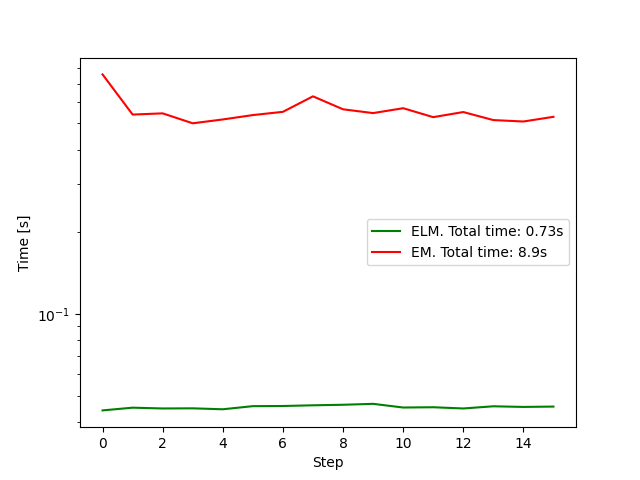 Time [s]
10⁻¹
ELM. Total time: 0.73s
EM. Total time: 8.9s
0 2 4 6 8 10 12 14
Step